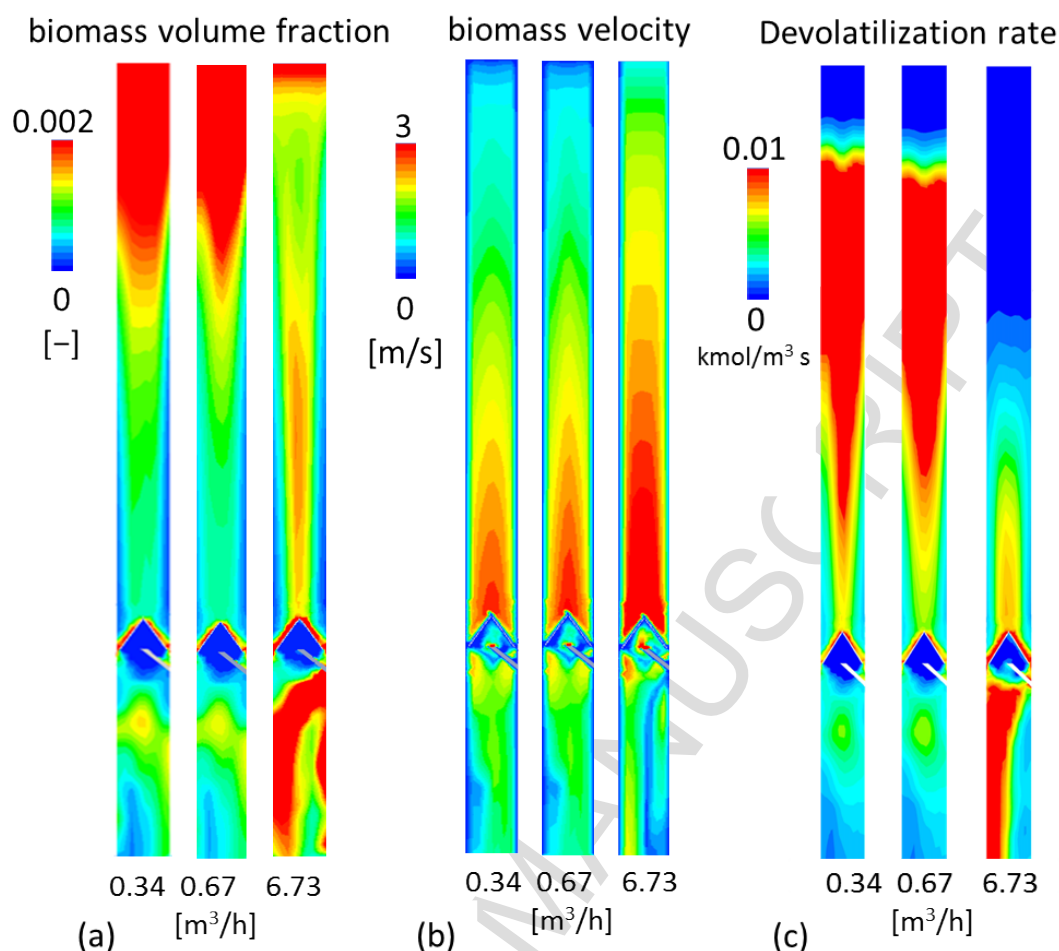 biomass volume fraction
biomass velocity
Devolatilization rate
0.002
0
[–]
3
0
[m/s]
0.01
0
kmol/m³ s
0.34 0.67 6.73
0.34 0.67 6.73
0.34 0.67 6.73
(a) [m³/h]
(b) [m³/h]
(c) [m³/h]
MANUSCRIPT